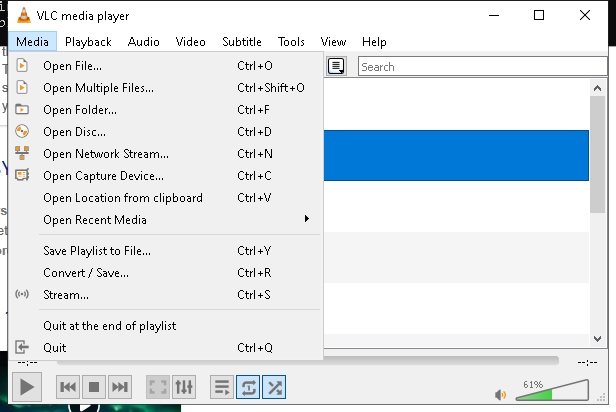 VLC media player
Media Playback Audio Video Subtitle Tools View Help
Open File... Ctrl+O
Open Multiple Files... Ctrl+Shift+O
Open Folder... Ctrl+F
Open Disc... Ctrl+D
Open Network Stream... Ctrl+N
Open Capture Device... Ctrl+C
Open Location from clipboard Ctrl+V
Open Recent Media
Save Playlist to File... Ctrl+Y
Convert / Save... Ctrl+R
Stream... Ctrl+S
Quit at the end of playlist
Quit Ctrl+Q
Search
--:-- --:--
61%